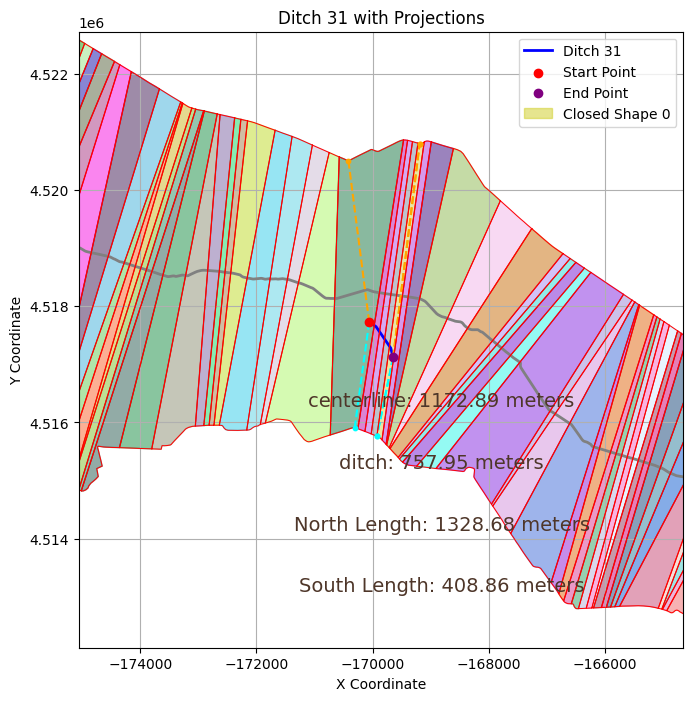 Ditch 31 with Projections
1e6
Ditch 31
Start Point
End Point
Closed Shape 0
4.522
4.520
4.518
4.516
4.514
Y Coordinate
centerline: 1172.89 meters
ditch: 757.95 meters
North Length: 1328.68 meters
South Length: 408.86 meters
−174000 −172000 −170000 −168000 −166000
X Coordinate